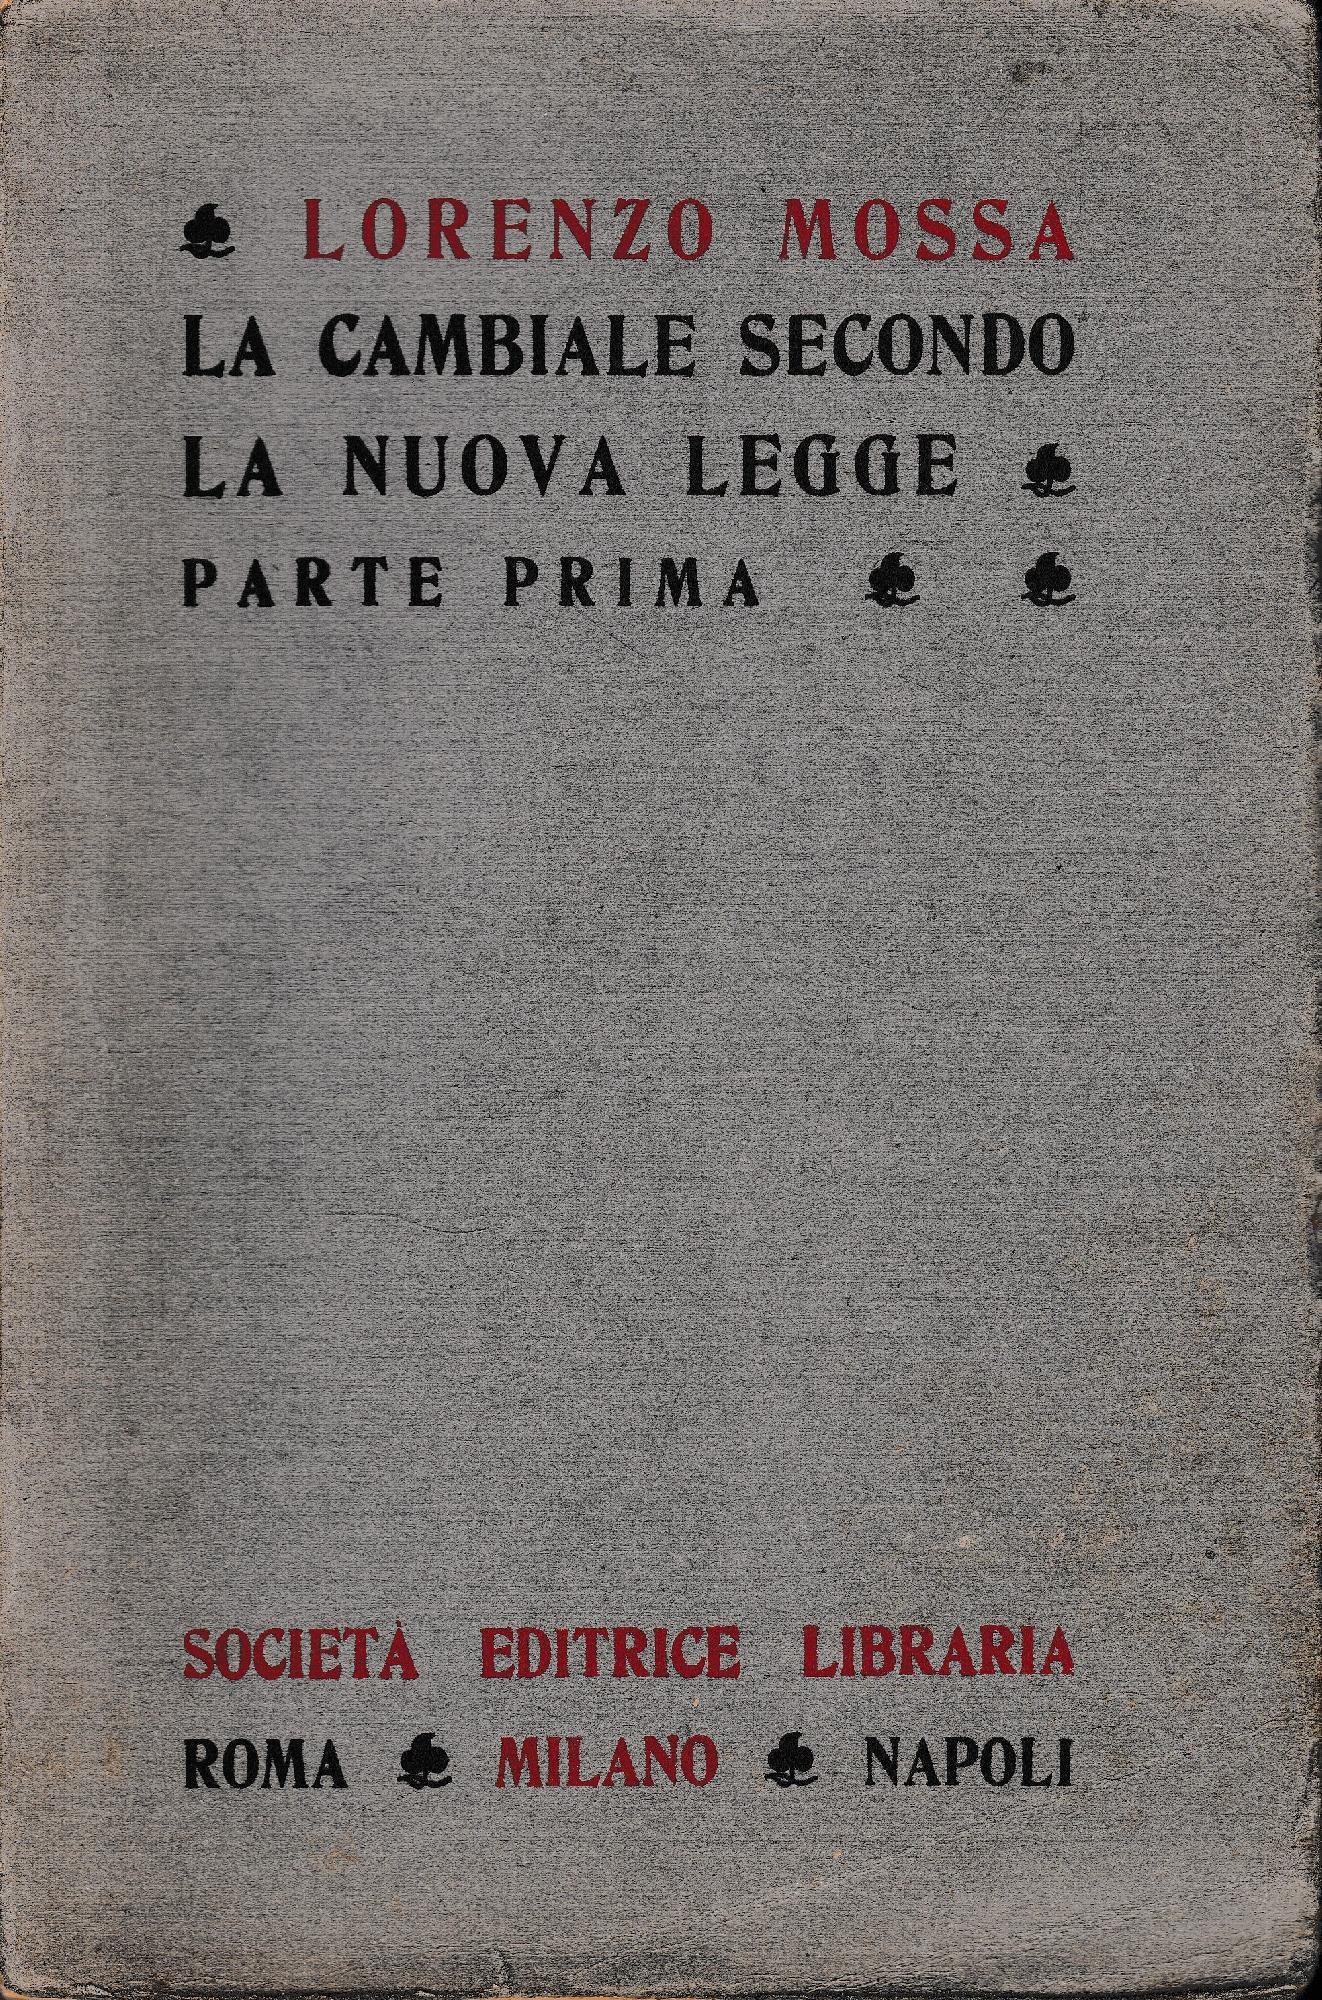 LORENZO MOSSA
LA CAMBIALE SECONDO
LA NUOVA LEGGE
PARTE PRIMA
SOCIETÀ EDITRICE LIBRARIA
ROMA MILANO NAPOLI